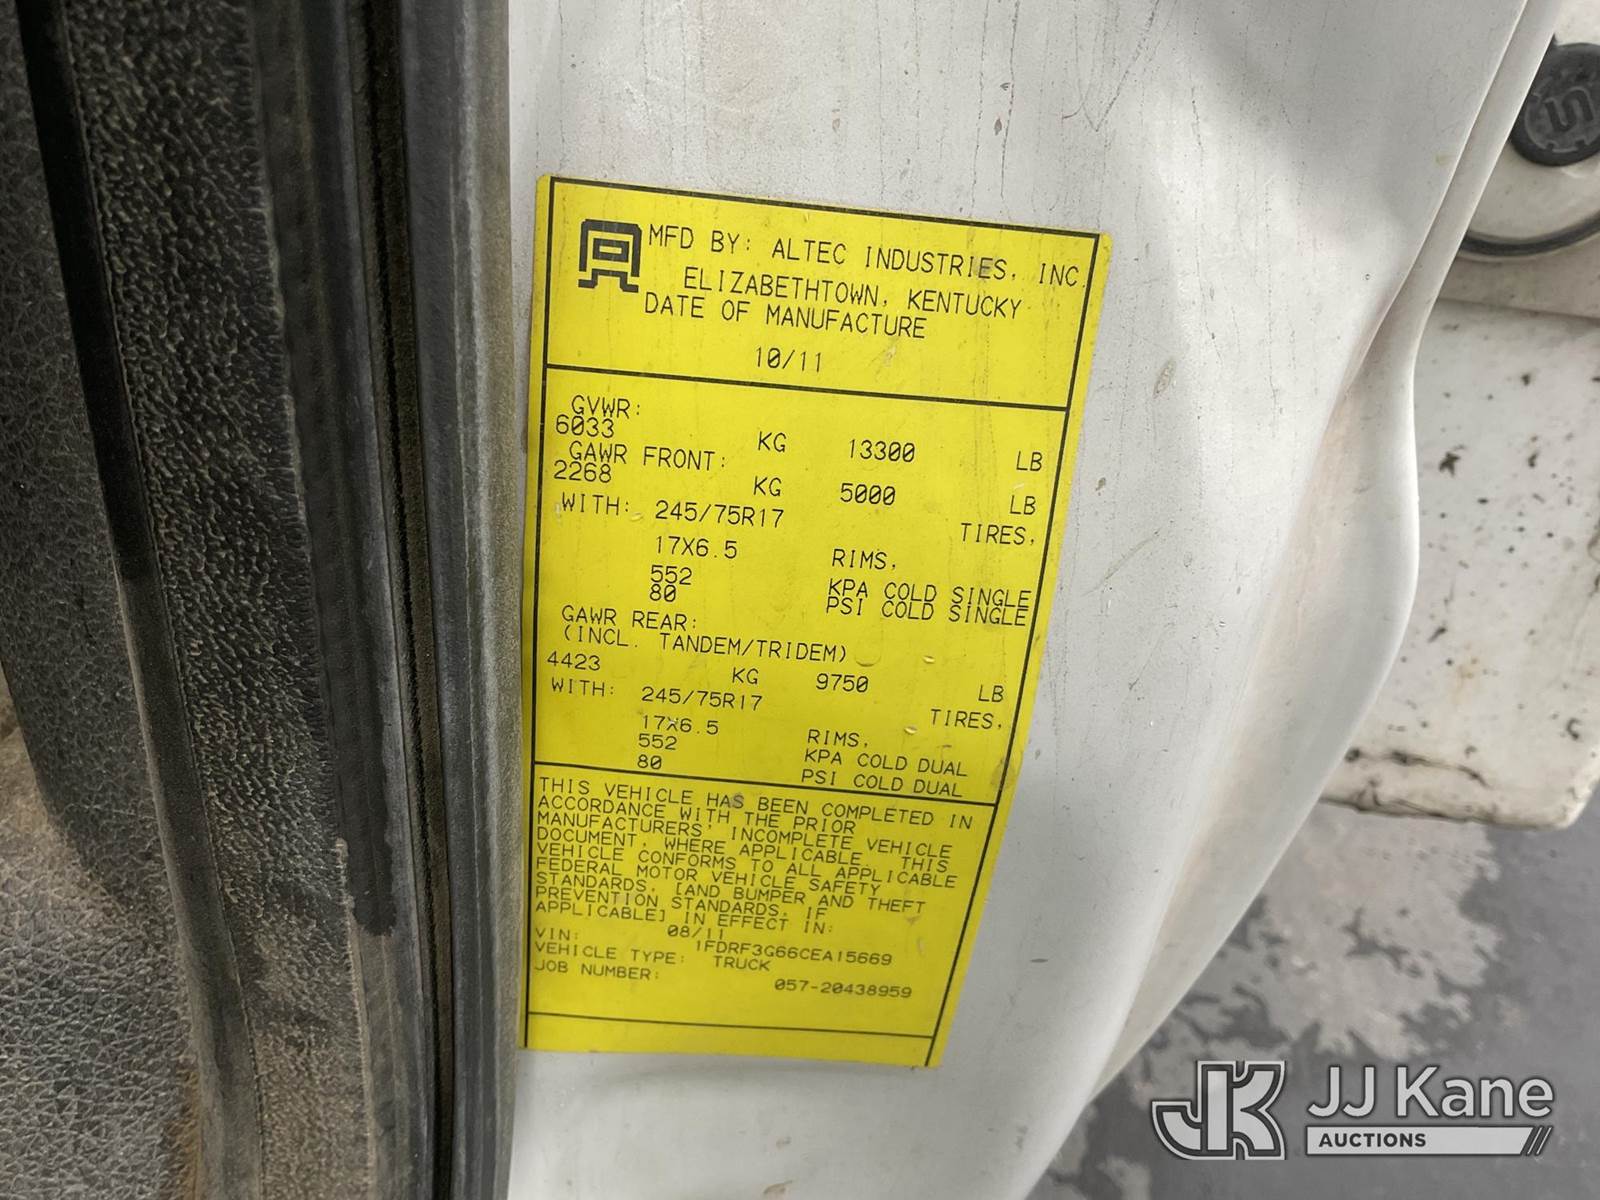 MFD BY: ALTEC INDUSTRIES, INC.
ELIZABETHTOWN, KENTUCKY
DATE OF MANUFACTURE
10/11
GVWR:
6033 KG 13300 LB
GAWR FRONT:
2268 KG 5000 LB
WITH: 245/75R17 TIRES,
17X6.5 RIMS,
552 KPA COLD SINGLE
80 PSI COLD SINGLE
GAWR REAR:
(INCL. TANDEM/TRIDEM)
4423 KG 9750 LB
WITH: 245/75R17 TIRES,
17X6.5 RIMS,
552 KPA COLD DUAL
80 PSI COLD DUAL
THIS VEHICLE HAS BEEN COMPLETED IN
ACCORDANCE WITH THE PRIOR
MANUFACTURERS' INCOMPLETE VEHICLE
DOCUMENT, WHERE APPLICABLE. THIS
VEHICLE CONFORMS TO ALL APPLICABLE
FEDERAL MOTOR VEHICLE SAFETY
STANDARDS, [AND BUMPER AND THEFT
PREVENTION STANDARDS, IF
APPLICABLE] IN EFFECT IN:
08/11
VIN: 1FDRF3G66CEA15669
VEHICLE TYPE: TRUCK
JOB NUMBER: 057-20438959
JK JJ Kane
AUCTIONS